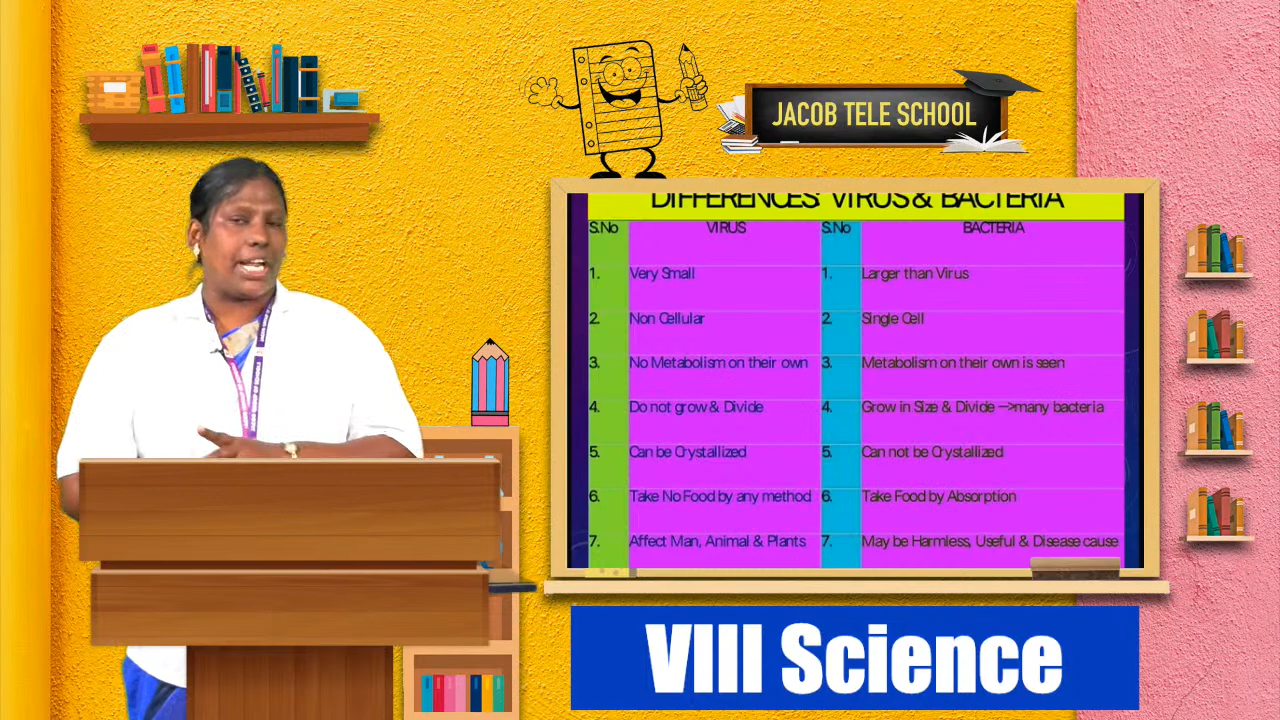 JACOB TELE SCHOOL
DIFFERENCES: VIRUS & BACTERIA
S.No VIRUS S.No BACTERIA
1. Very Small 1. Larger than Virus
2. Non Cellular 2. Single Cell
3. No Metabolism on their own 3. Metabolism on their own is seen
4. Do not grow & Divide 4. Grow in Size & Divide -->many bacteria
5. Can be Crystallized 5. Can not be Crystallized
6. Take No Food by any method 6. Take Food by Absorption
7. Affect Man, Animal & Plants 7. May be Harmless, Useful & Disease cause
VIII Science